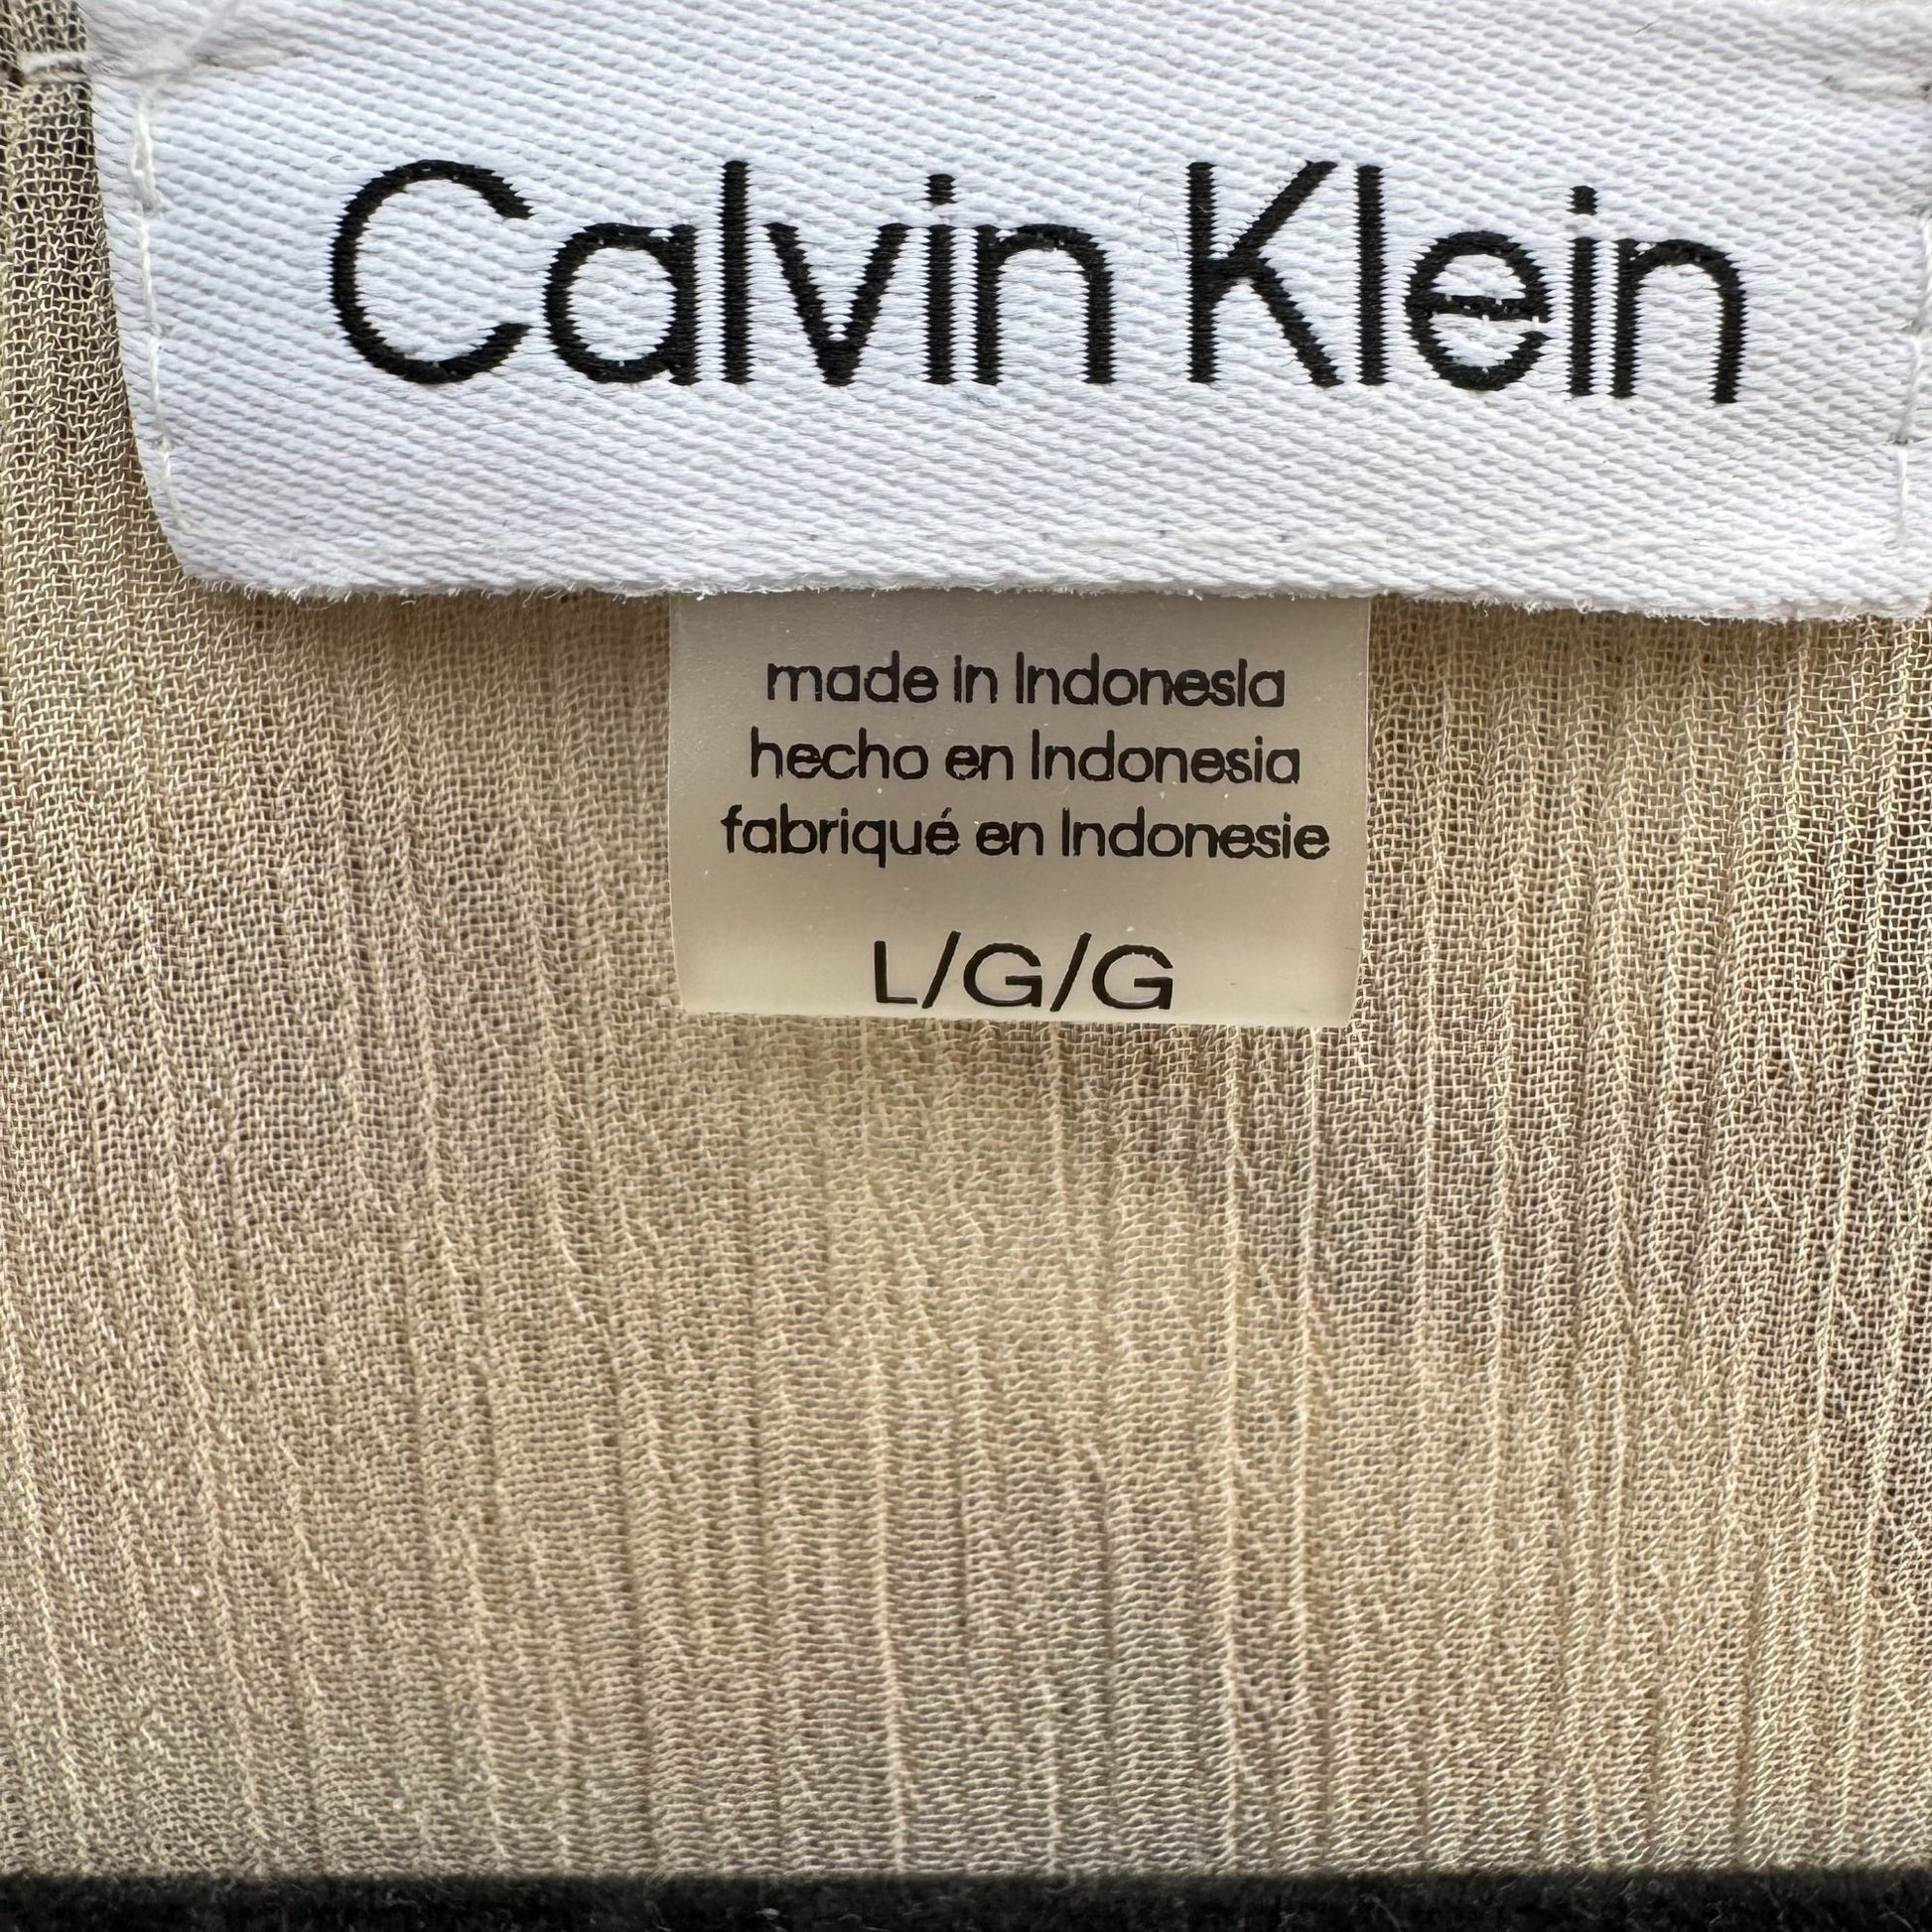 Calvin Klein
made in Indonesia
hecho en Indonesia
fabriqué en Indonesie
L/G/G